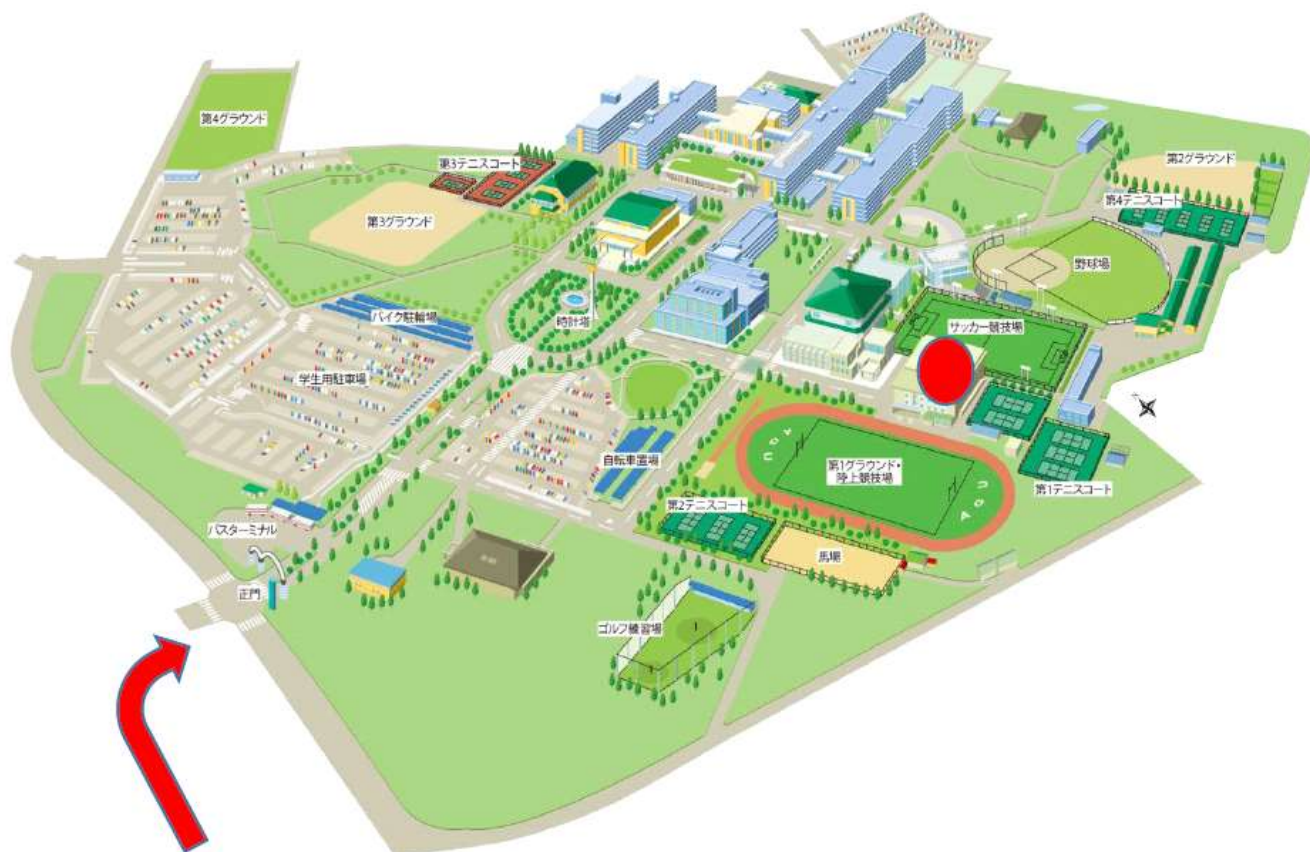 第4グラウンド
第3テニスコート
第2グラウンド
第4テニスコート
第3グラウンド
野球場
バイク駐輪場
時計塔
サッカー競技場
学生用駐車場
自転車置場
第1グラウンド・
陸上競技場
第1テニスコート
第2テニスコート
バスターミナル
馬場
正門
ゴルフ練習場